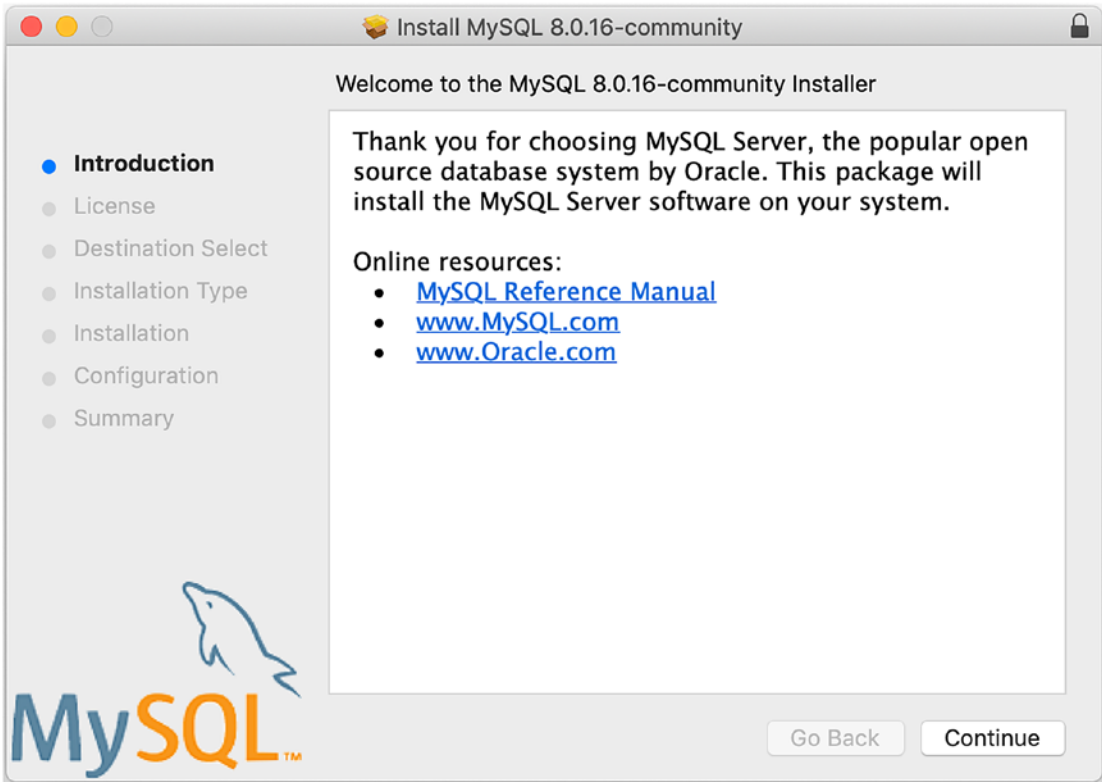 Install MySQL 8.0.16-community
Welcome to the MySQL 8.0.16-community Installer
Introduction
License
Destination Select
Installation Type
Installation
Configuration
Summary
Thank you for choosing MySQL Server, the popular open
source database system by Oracle. This package will
install the MySQL Server software on your system.
Online resources:
• MySQL Reference Manual
• www.MySQL.com
• www.Oracle.com
MySQL™
Go Back
Continue